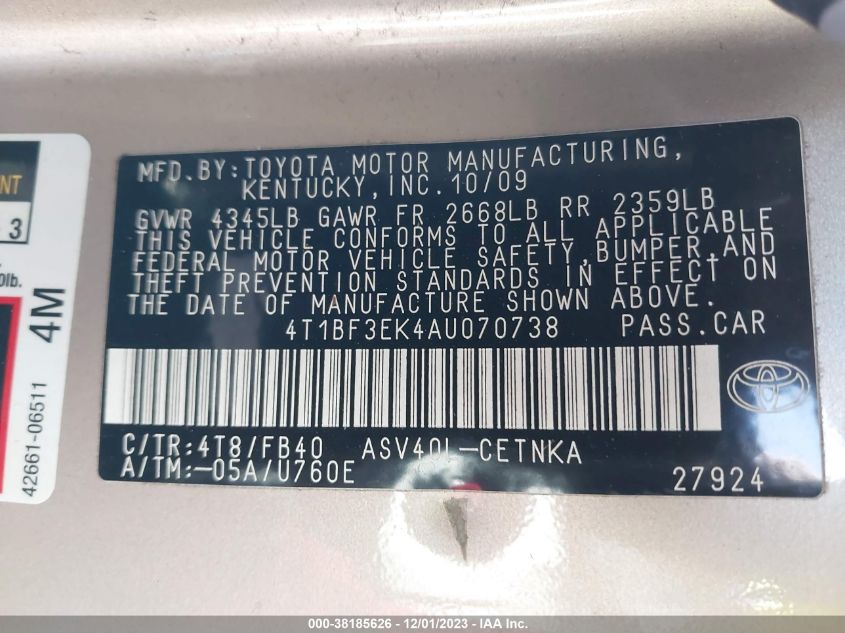 MFD. BY: TOYOTA MOTOR MANUFACTURING,
KENTUCKY, INC. 10/09
GVWR 4345LB GAWR FR 2668LB RR 2359LB
THIS VEHICLE CONFORMS TO ALL APPLICABLE
FEDERAL MOTOR VEHICLE SAFETY, BUMPER, AND
THEFT PREVENTION STANDARDS IN EFFECT ON
THE DATE OF MANUFACTURE SHOWN ABOVE.
4T1BF3EK4AU070738 PASS. CAR
C/TR: 4T8/FB40 ASV40L-CETNKA
A/TM: -05A/U760E
27924
3
0lb.
4M
42661-06511
000-38185626 - 12/01/2023 - IAA Inc.